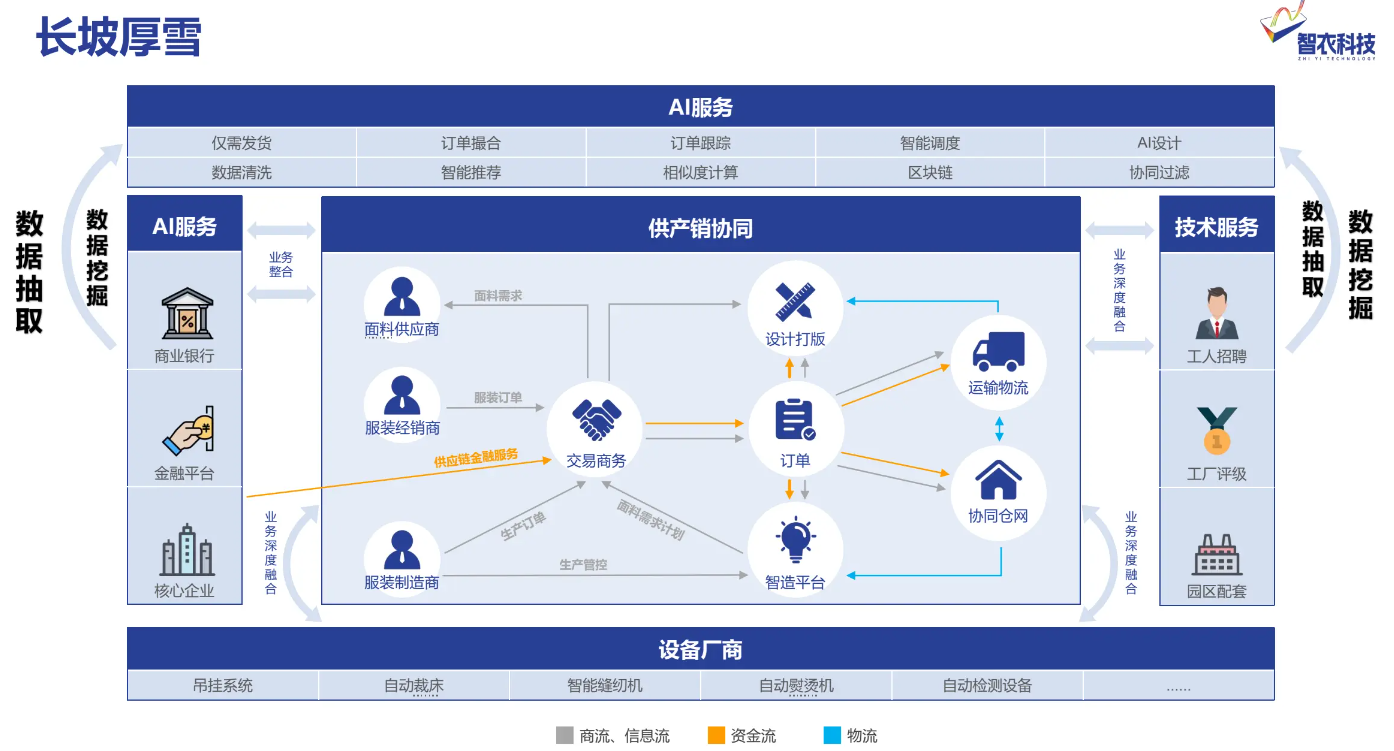 长坡厚雪
智衣科技
ZHI YI TECHNOLOGY
AI服务
仅需发货
订单撮合
订单跟踪
智能调度
AI设计
数据清洗
智能推荐
相似度计算
区块链
协同过滤
数据抽取
数据挖掘
AI服务
商业银行
金融平台
核心企业
业务
整合
业务深度融合
供产销协同
面料供应商
面料需求
服装经销商
服装订单
供应链金融服务
交易商务
服装制造商
生产订单
面料需求计划
生产管控
设计打版
订单
智造平台
运输物流
协同仓网
业务深度融合
业务深度融合
技术服务
工人招聘
工厂评级
1
园区配套
数据抽取
数据挖掘
设备厂商
吊挂系统
自动裁床
智能缝纫机
自动熨烫机
自动检测设备
......
商流、信息流
资金流
物流